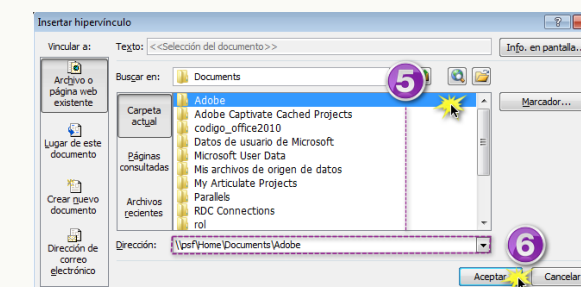 Insertar hipervínculo
Vincular a:
Texto: <<Selección del documento>>
Info. en pantalla...
Archivo o
página web
existente
Buscar en:
Documents
5
Carpeta
actual
Adobe
Adobe Captivate Cached Projects
codigo_office2010
Datos de usuario de Microsoft
Microsoft User Data
Mis archivos de origen de datos
My Articulate Projects
Parallels
RDC Connections
rol
Marcador...
Lugar de este
documento
Páginas
consultadas
Crear nuevo
documento
Archivos
recientes
Dirección:
\\psf\Home\Documents\Adobe
6
Dirección de
correo
electrónico
Aceptar
Cancelar